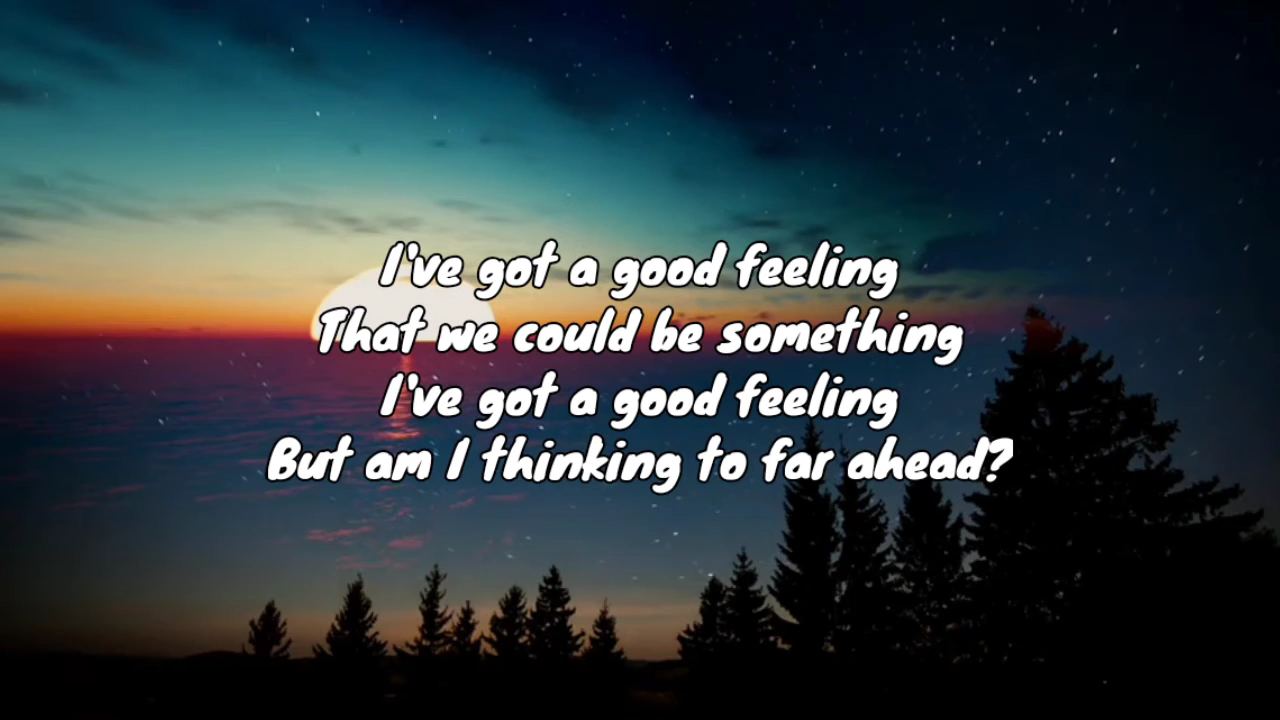 I've got a good feeling
That we could be something
I've got a good feeling
But am I thinking to far ahead?